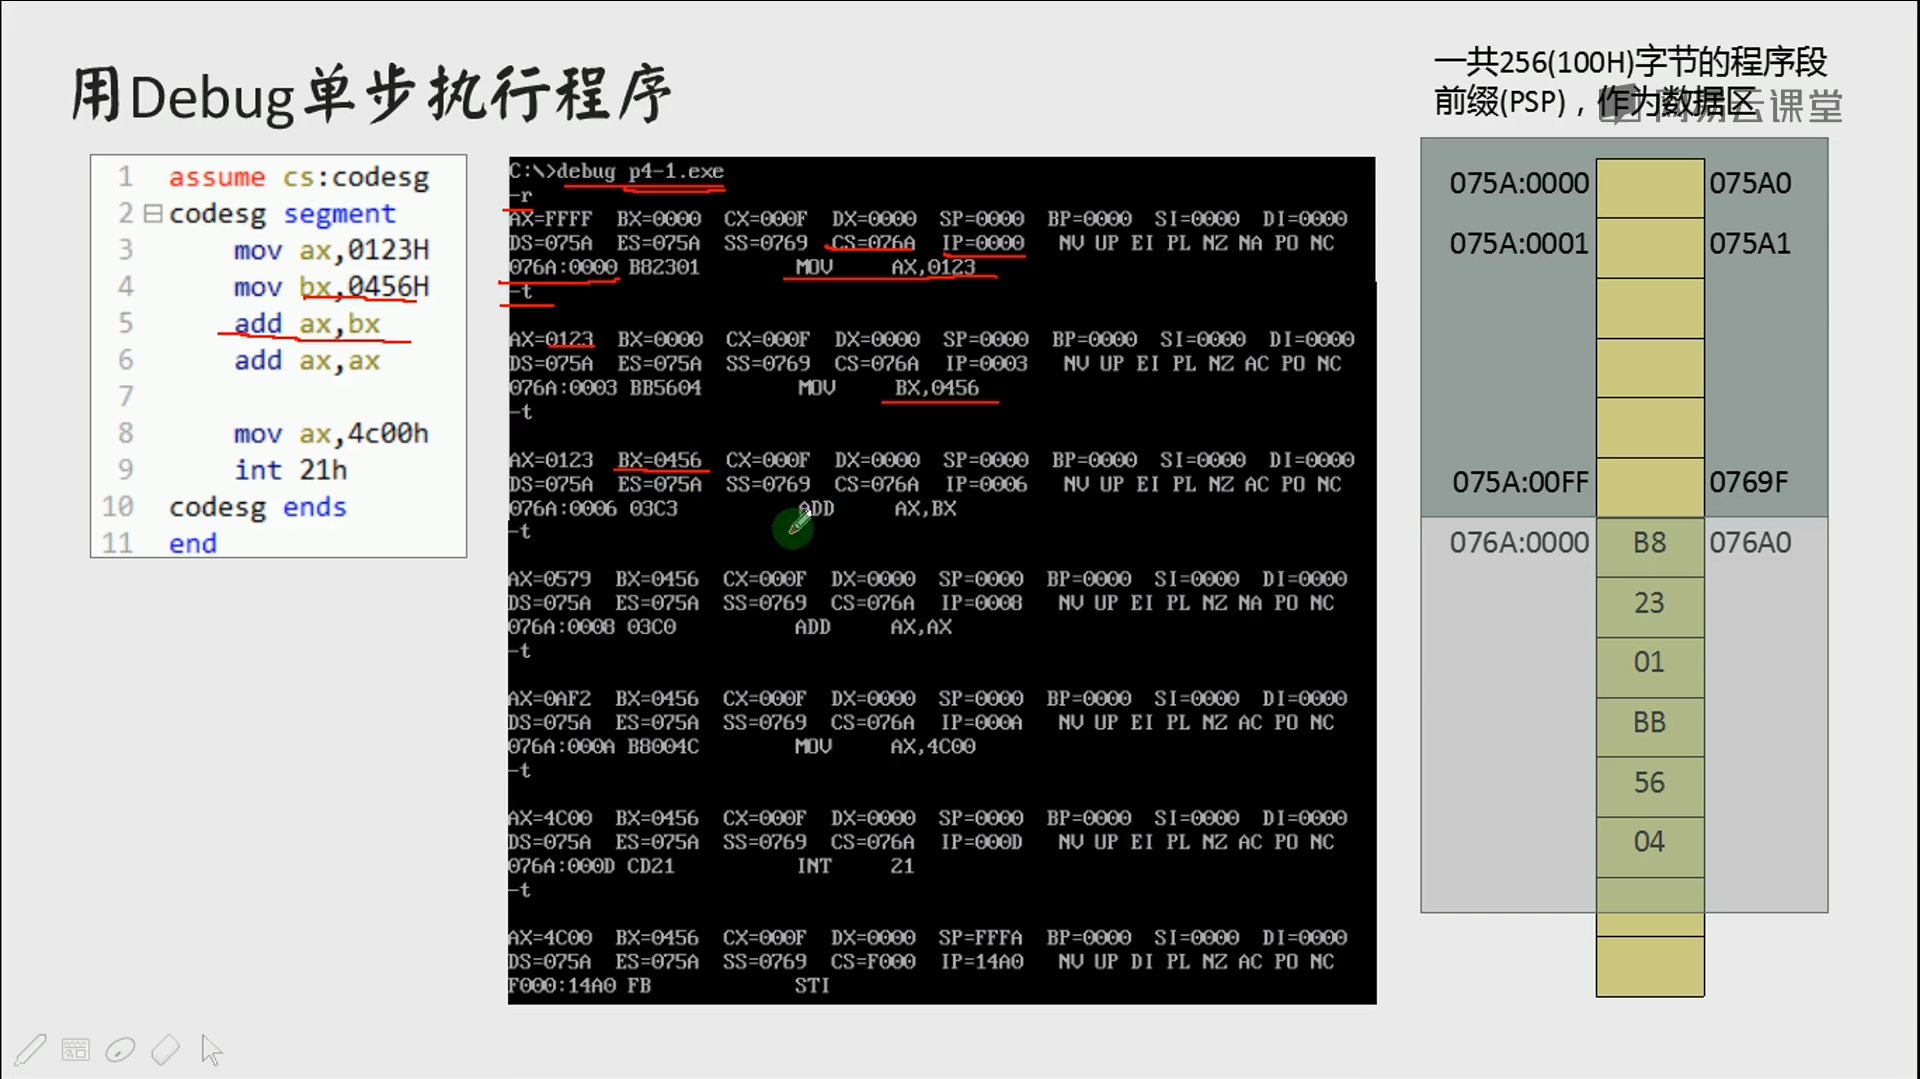 用Debug单步执行程序
1 assume cs:codesg
2 codesg segment
3 mov ax,0123H
4 mov bx,0456H
5 add ax,bx
6 add ax,ax
7
8 mov ax,4c00h
9 int 21h
10 codesg ends
11 end
C:\>debug p4-1.exe
-r
AX=FFFF BX=0000 CX=000F DX=0000 SP=0000 BP=0000 SI=0000 DI=0000
DS=075A ES=075A SS=0769 CS=076A IP=0000 NV UP EI PL NZ NA PO NC
076A:0000 B82301 MOV AX,0123
-t
AX=0123 BX=0000 CX=000F DX=0000 SP=0000 BP=0000 SI=0000 DI=0000
DS=075A ES=075A SS=0769 CS=076A IP=0003 NV UP EI PL NZ AC PO NC
076A:0003 BB5604 MOV BX,0456
-t
AX=0123 BX=0456 CX=000F DX=0000 SP=0000 BP=0000 SI=0000 DI=0000
DS=075A ES=075A SS=0769 CS=076A IP=0006 NV UP EI PL NZ AC PO NC
076A:0006 03C3 ADD AX,BX
-t
AX=0579 BX=0456 CX=000F DX=0000 SP=0000 BP=0000 SI=0000 DI=0000
DS=075A ES=075A SS=0769 CS=076A IP=0008 NV UP EI PL NZ NA PO NC
076A:0008 03C0 ADD AX,AX
-t
AX=0AF2 BX=0456 CX=000F DX=0000 SP=0000 BP=0000 SI=0000 DI=0000
DS=075A ES=075A SS=0769 CS=076A IP=000A NV UP EI PL NZ AC PO NC
076A:000A B8004C MOV AX,4C00
-t
AX=4C00 BX=0456 CX=000F DX=0000 SP=0000 BP=0000 SI=0000 DI=0000
DS=075A ES=075A SS=0769 CS=076A IP=000D NV UP EI PL NZ AC PO NC
076A:000D CD21 INT 21
-t
AX=4C00 BX=0456 CX=000F DX=0000 SP=FFFA BP=0000 SI=0000 DI=0000
DS=075A ES=075A SS=0769 CS=F000 IP=14A0 NV UP DI PL NZ AC PO NC
F000:14A0 FB STI
一共256(100H)字节的程序段
前缀(PSP)，作为数据区
网易云课堂
075A:0000 075A0
075A:0001 075A1
075A:00FF 0769F
076A:0000 B8 076A0
23
01
BB
56
04